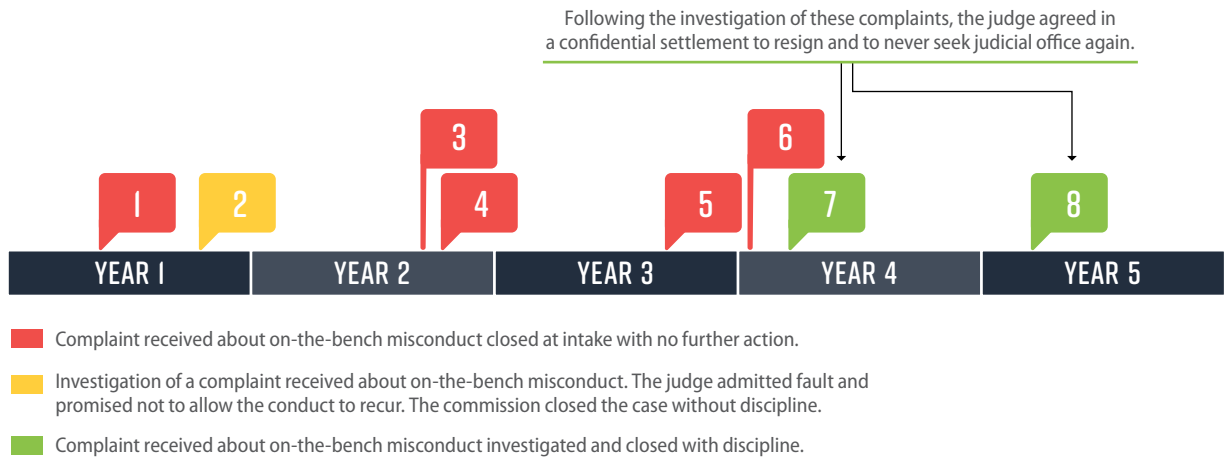 Following the investigation of these complaints, the judge agreed in
a confidential settlement to resign and to never seek judicial office again.
3
6
1
2
4
5
7
8
YEAR 1
YEAR 2
YEAR 3
YEAR 4
YEAR 5
Complaint received about on-the-bench misconduct closed at intake with no further action.
Investigation of a complaint received about on-the-bench misconduct. The judge admitted fault and
promised not to allow the conduct to recur. The commission closed the case without discipline.
Complaint received about on-the-bench misconduct investigated and closed with discipline.